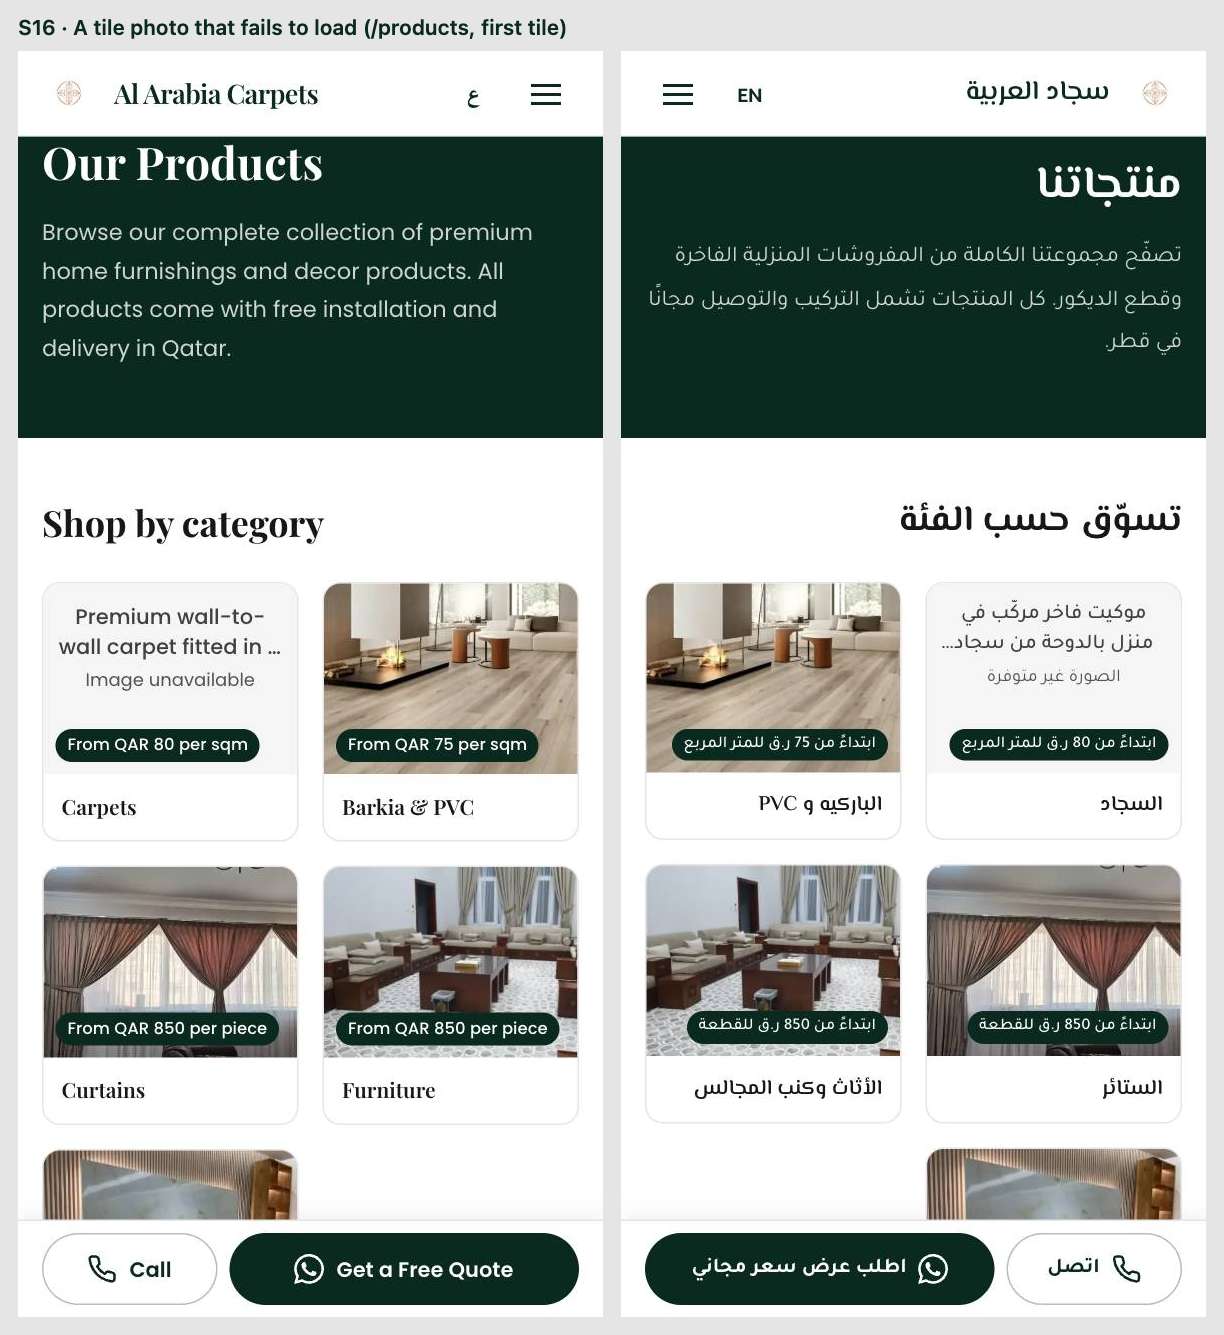 S16 · A tile photo that fails to load (/products, first tile)
Al Arabia Carpets
ع
Our Products
Browse our complete collection of premium
home furnishings and decor products. All
products come with free installation and
delivery in Qatar.
Shop by category
Premium wall-to-
wall carpet fitted in ...
Image unavailable
From QAR 80 per sqm
Carpets
From QAR 75 per sqm
Barkia & PVC
From QAR 850 per piece
Curtains
From QAR 850 per piece
Furniture
Call
Get a Free Quote
سجاد العربية
EN
منتجاتنا
تصفّح مجموعتنا الكاملة من المفروشات المنزلية الفاخرة
وقطع الديكور. كل المنتجات تشمل التركيب والتوصيل مجانًا
في قطر.
تسوّق حسب الفئة
موكيت فاخر مركّب في
منزل بالدوحة من سجاد...
الصورة غير متوفرة
ابتداءً من 80 ر.ق للمتر المربع
السجاد
ابتداءً من 75 ر.ق للمتر المربع
الباركيه و PVC
ابتداءً من 850 ر.ق للقطعة
الستائر
ابتداءً من 850 ر.ق للقطعة
الأثاث وكنب المجالس
اتصل
اطلب عرض سعر مجاني